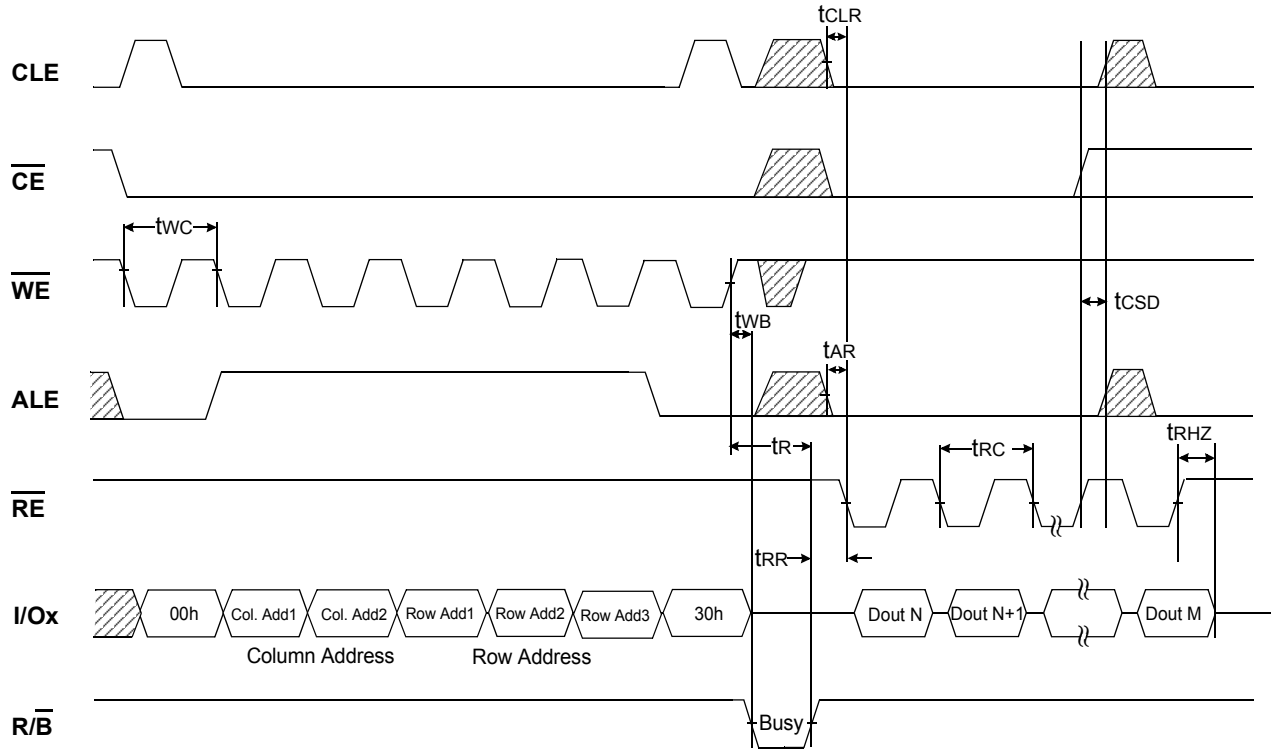 tCLR
CLE
CE
tWC
WE
tCSD
tWB
tAR
ALE
tR
tRC
tRHZ
RE
tRR
I/Ox
00h
Col. Add1
Col. Add2
Row Add1
Row Add2
Row Add3
30h
Dout N
Dout N+1
Dout M
Column Address
Row Address
R/B
Busy